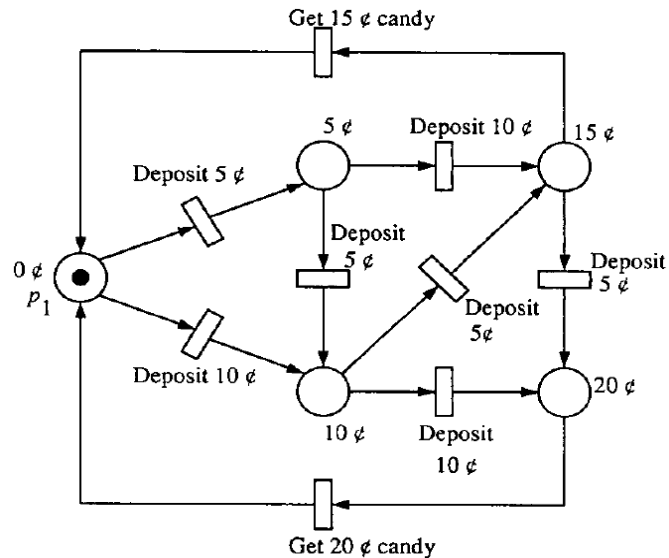 Get 15 ¢ candy
5 ¢
Deposit 10 ¢
15 ¢
Deposit 5 ¢
Deposit
5 ¢
0 ¢
p1
Deposit
5 ¢
Deposit
5¢
Deposit 10 ¢
10 ¢
Deposit
10 ¢
20 ¢
Get 20 ¢ candy